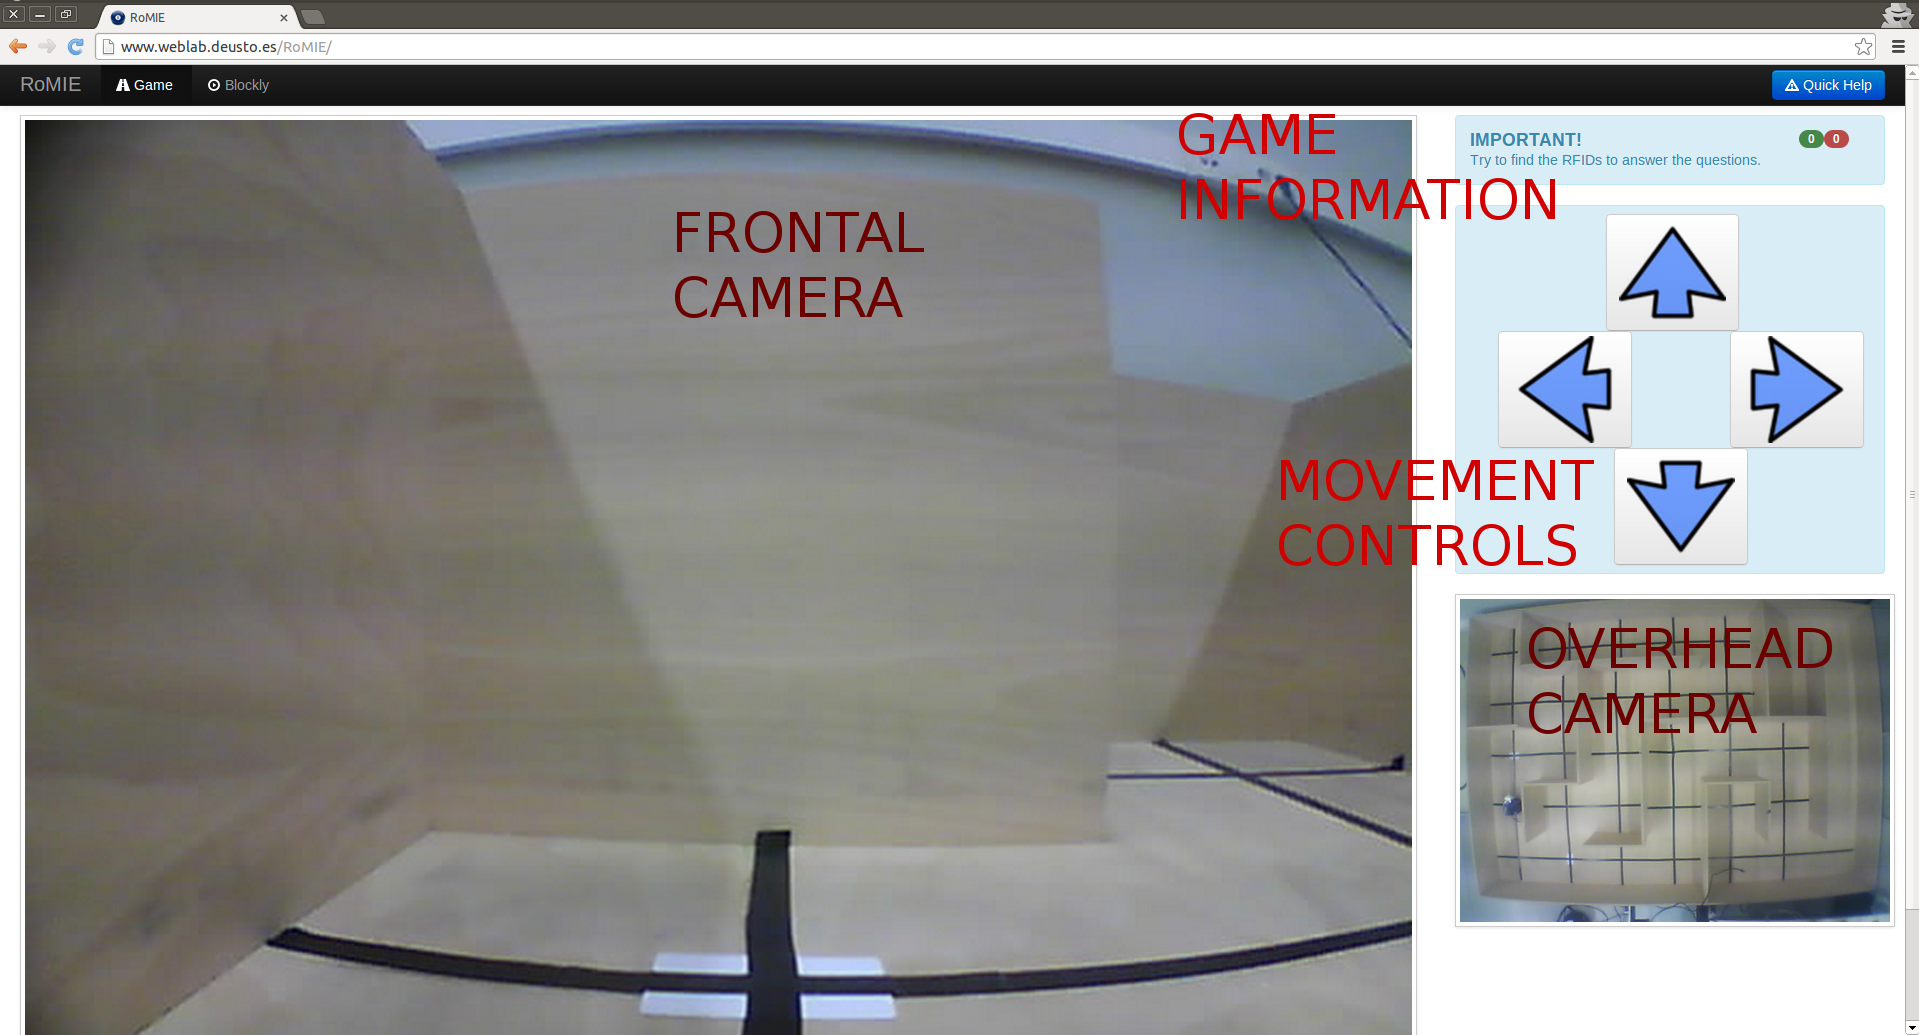 RoMIE
www.weblab.deusto.es/RoMIE/
RoMIE
Game
Blockly
Quick Help
GAME
INFORMATION
IMPORTANT!
0 0
Try to find the RFIDs to answer the questions.
FRONTAL
CAMERA
MOVEMENT
CONTROLS
OVERHEAD
CAMERA